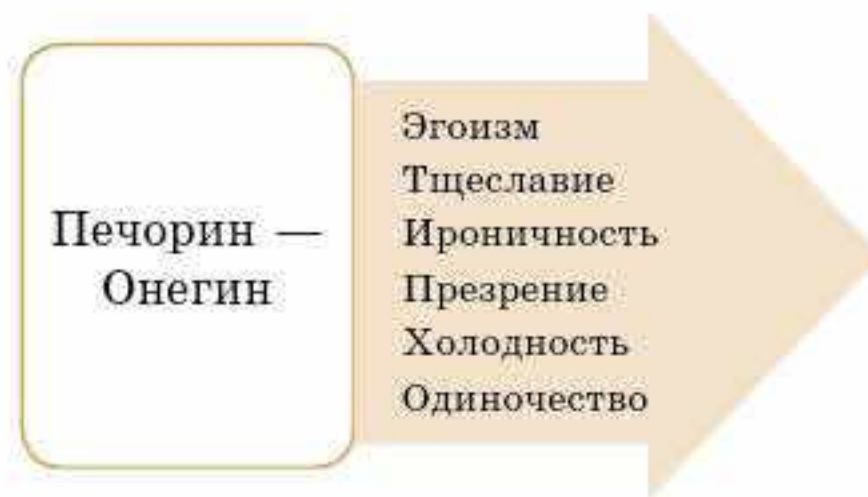 Печорин —
Онегин
Эгоизм
Тщеславие
Ироничность
Презрение
Холодность
Одиночество